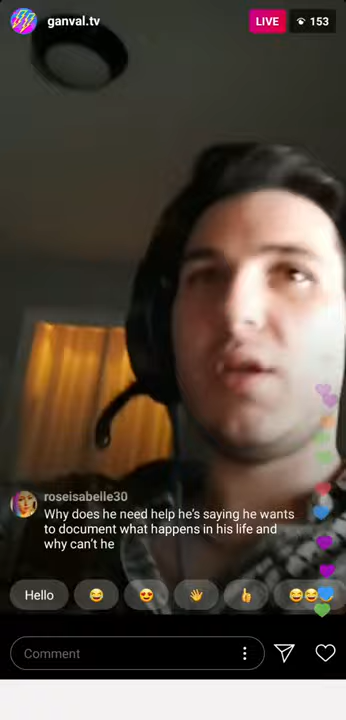 ganval.tv
LIVE
153
roseisabelle30
Why does he need help he's saying he wants
to document what happens in his life and
why can't he
Hello
Comment